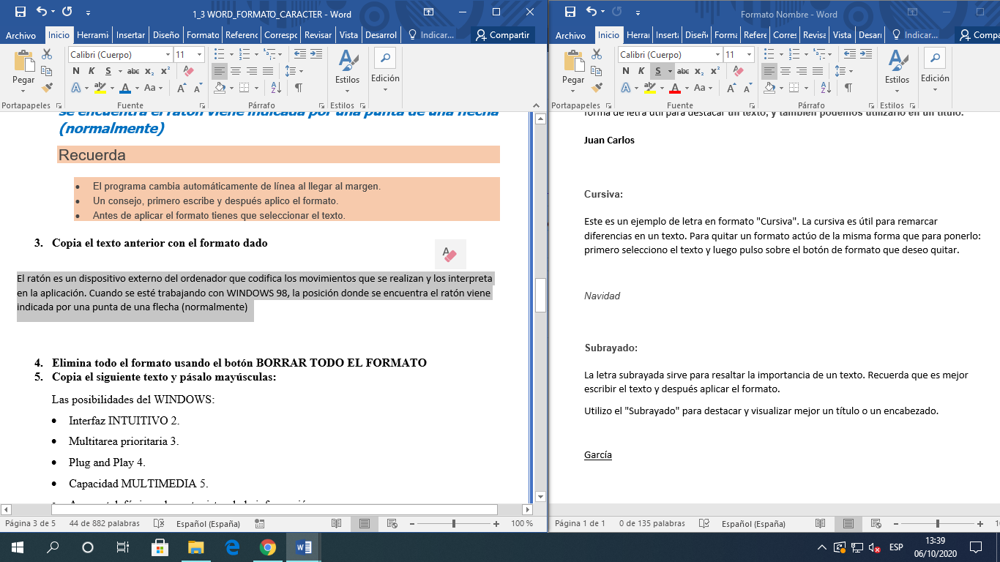 1_3 WORD_FORMATO_CARACTER - Word
Archivo Inicio Herrami Insertar Diseño Formato Referenc Correspo Revisar Vista Desarrol Indicar... Compartir
Calibri (Cuerpo) 11
N K S abc x₂ x²
Aa
Pegar
Estilos
Edición
Portapapeles Fuente Párrafo Estilos
se encuentra el ratón viene indicada por una punta de una flecha
(normalmente)
Recuerda
• El programa cambia automáticamente de línea al llegar al margen.
• Un consejo, primero escribe y después aplico el formato.
• Antes de aplicar el formato tienes que seleccionar el texto.
3. Copia el texto anterior con el formato dado
El ratón es un dispositivo externo del ordenador que codifica los movimientos que se realizan y los interpreta
en la aplicación. Cuando se esté trabajando con WINDOWS 98, la posición donde se encuentra el ratón viene
indicada por una punta de una flecha (normalmente)
4. Elimina todo el formato usando el botón BORRAR TODO EL FORMATO
5. Copia el siguiente texto y pásalo mayúsculas:
Las posibilidades del WINDOWS:
• Interfaz INTUITIVO 2.
• Multitarea prioritaria 3.
• Plug and Play 4.
• Capacidad MULTIMEDIA 5.
Página 3 de 5 44 de 882 palabras Español (España) 100 %
Formato Nombre - Word
Archivo Inicio Herrar Inserta Diseñ Forma Refere Corres Revisa Vista Desarr Indicar... Compa
Calibri (Cuerpo) 11
N K S abc x₂ x²
Aa
Pegar
Estilos
Edición
Portapapeles Fuente Párrafo Estilos
forma de letra útil para destacar un texto, y también podemos utilizarlo en un título.
Juan Carlos
Cursiva:
Este es un ejemplo de letra en formato "Cursiva". La cursiva es útil para remarcar
diferencias en un texto. Para quitar un formato actúo de la misma forma que para ponerlo:
primero selecciono el texto y luego pulso sobre el botón de formato que deseo quitar.
Navidad
Subrayado:
La letra subrayada sirve para resaltar la importancia de un texto. Recuerda que es mejor
escribir el texto y después aplicar el formato.
Utilizo el "Subrayado" para destacar y visualizar mejor un título o un encabezado.
García
Página 1 de 1 0 de 135 palabras Español (España)
ESP
13:39
06/10/2020